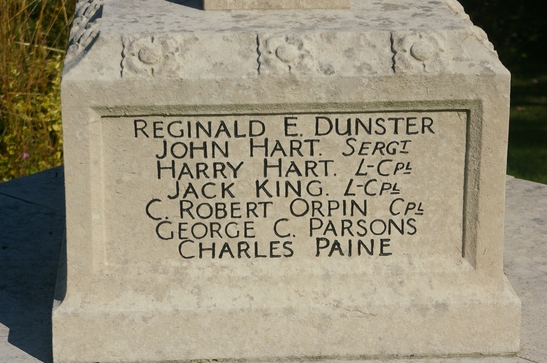 REGINALD E. DUNSTER
JOHN HART. SERGT
HARRY HART. L-CPL
JACK KING. L-CPL
C. ROBERT ORPIN CPL
GEORGE C. PARSONS
CHARLES PAINE